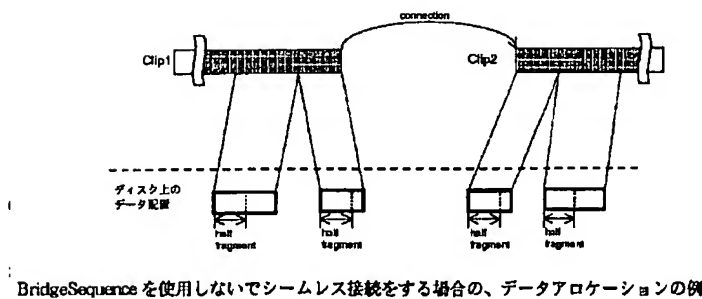 connection
Clip1
Clip2
ディスク上の
データ配置
half
fragment
half
fragment
half
fragment
half
fragment
BridgeSequence を使用しないでシームレス接続をする場合の、データアロケーションの例